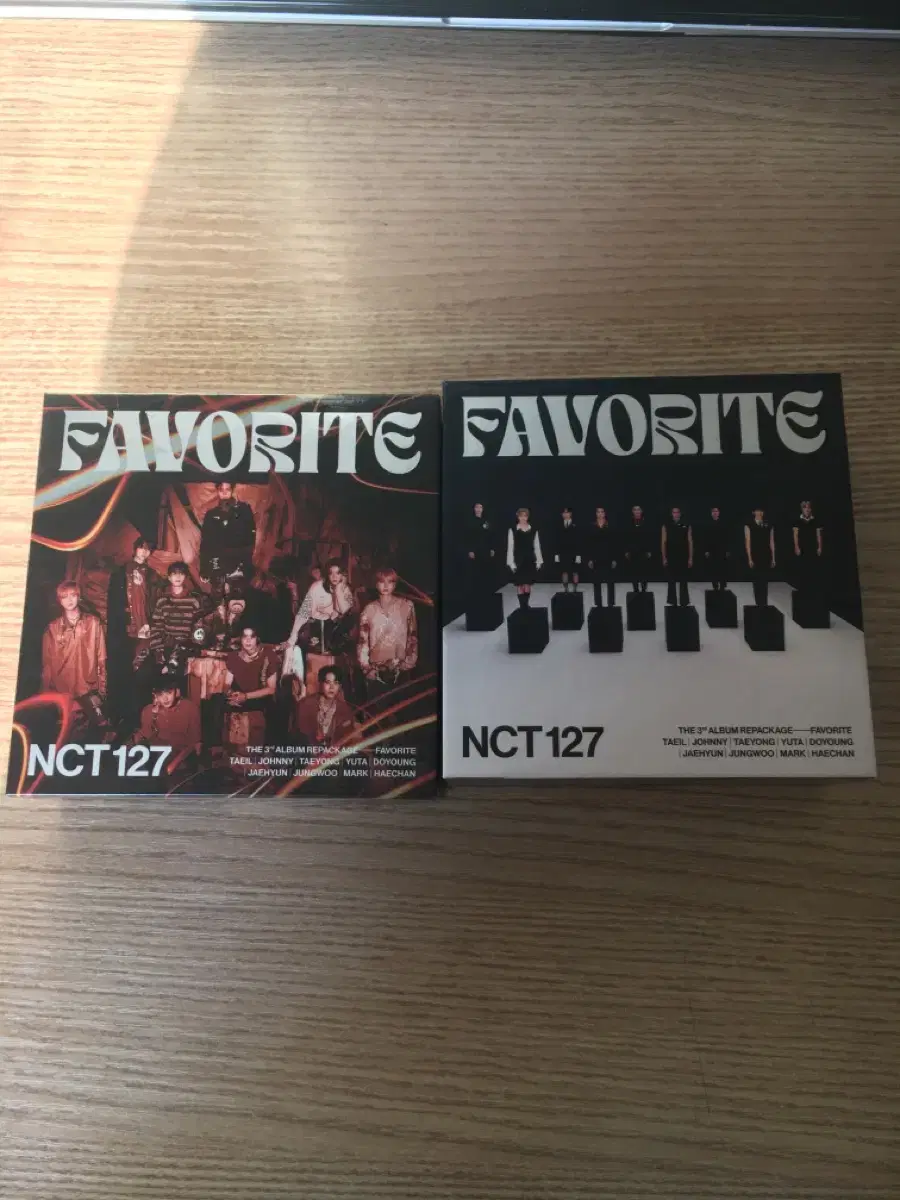 FAVORITE
NCT 127
THE 3rd ALBUM REPACKAGE——FAVORITE
TAEIL | JOHNNY | TAEYONG | YUTA | DOYOUNG
| JAEHYUN | JUNGWOO | MARK | HAECHAN
FAVORITE
NCT 127
THE 3rd ALBUM REPACKAGE——FAVORITE
TAEIL | JOHNNY | TAEYONG | YUTA | DOYOUNG
| JAEHYUN | JUNGWOO | MARK | HAECHAN